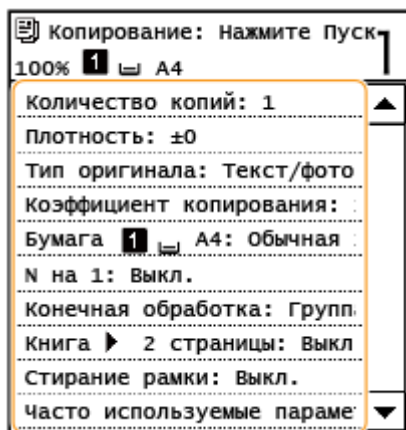 Копирование: Нажмите Пуск
100% 1 A4
Количество копий: 1
Плотность: ±0
Тип оригинала: Текст/фото
Коэффициент копирования:
Бумага 1 A4: Обычная
N на 1: Выкл.
Конечная обработка: Групп
Книга ▶ 2 страницы: Выкл
Стирание рамки: Выкл.
Часто используемые параме